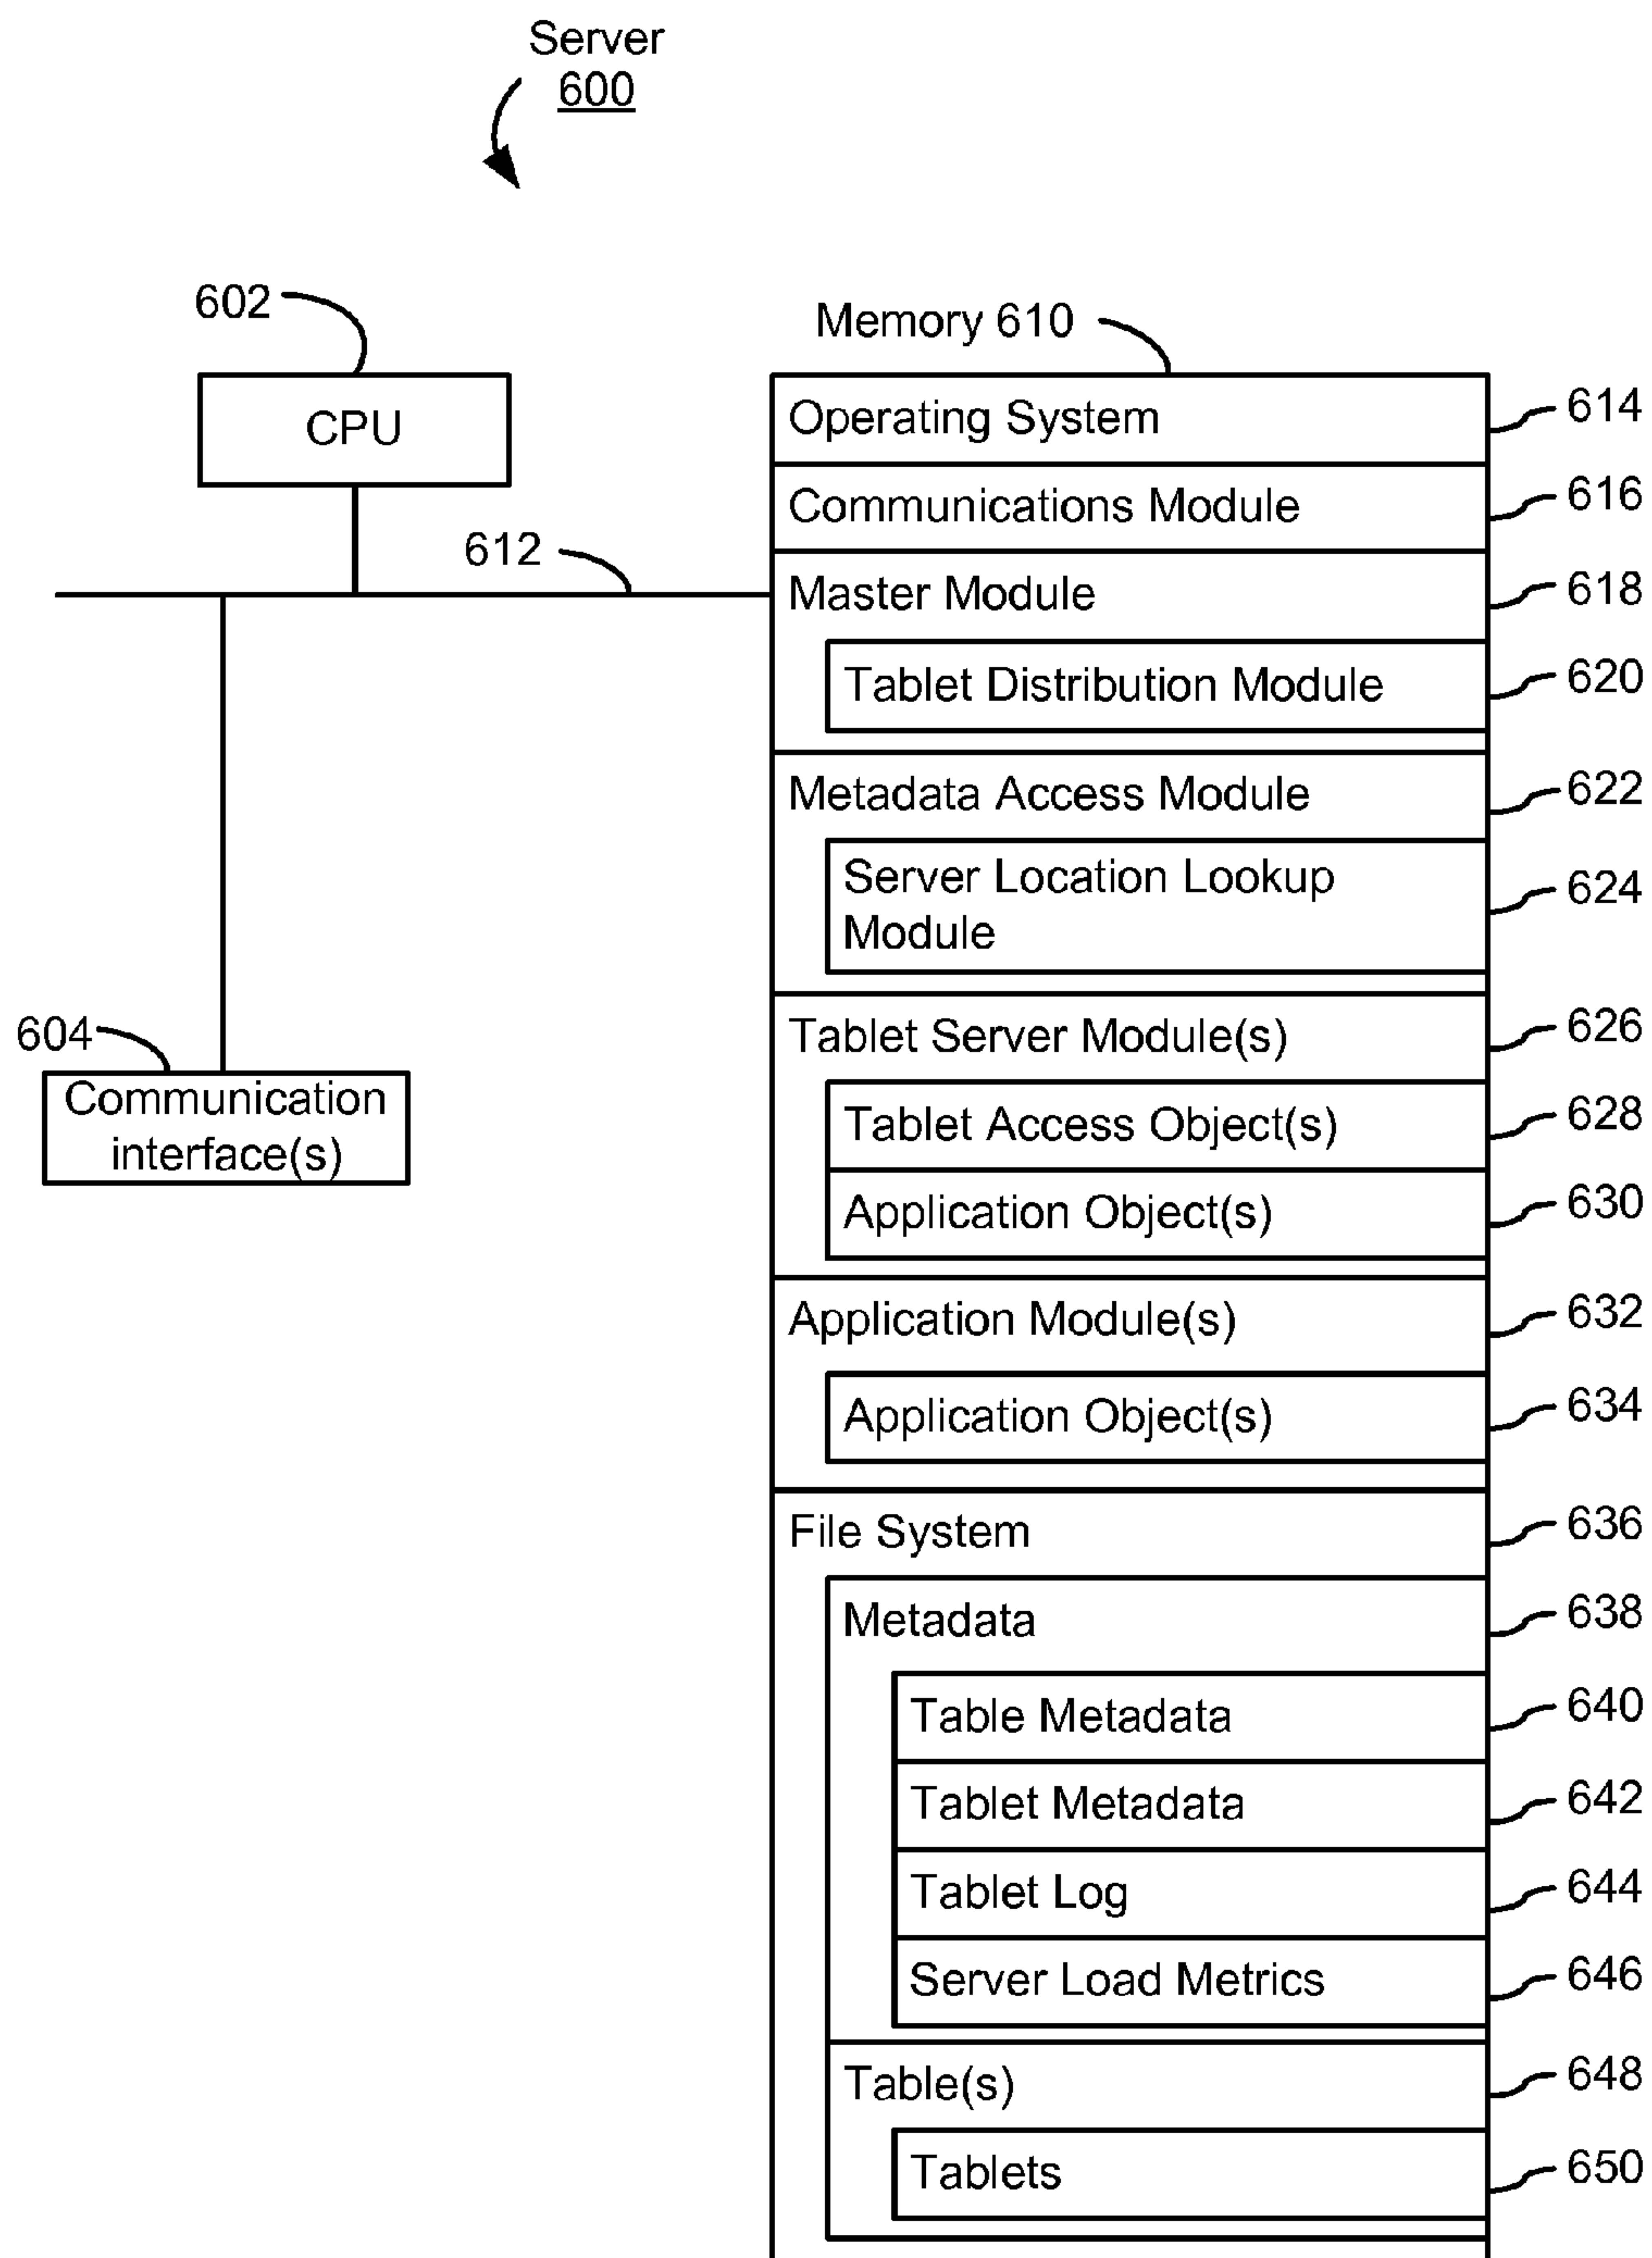 Server
600
602
Memory 610
CPU
612
604
Communication
interface(s)
Operating System
614
Communications Module
616
Master Module
618
Tablet Distribution Module
620
Metadata Access Module
622
Server Location Lookup
Module
624
Tablet Server Module(s)
626
Tablet Access Object(s)
628
Application Object(s)
630
Application Module(s)
632
Application Object(s)
634
File System
636
Metadata
638
Table Metadata
640
Tablet Metadata
642
Tablet Log
644
Server Load Metrics
646
Table(s)
648
Tablets
650